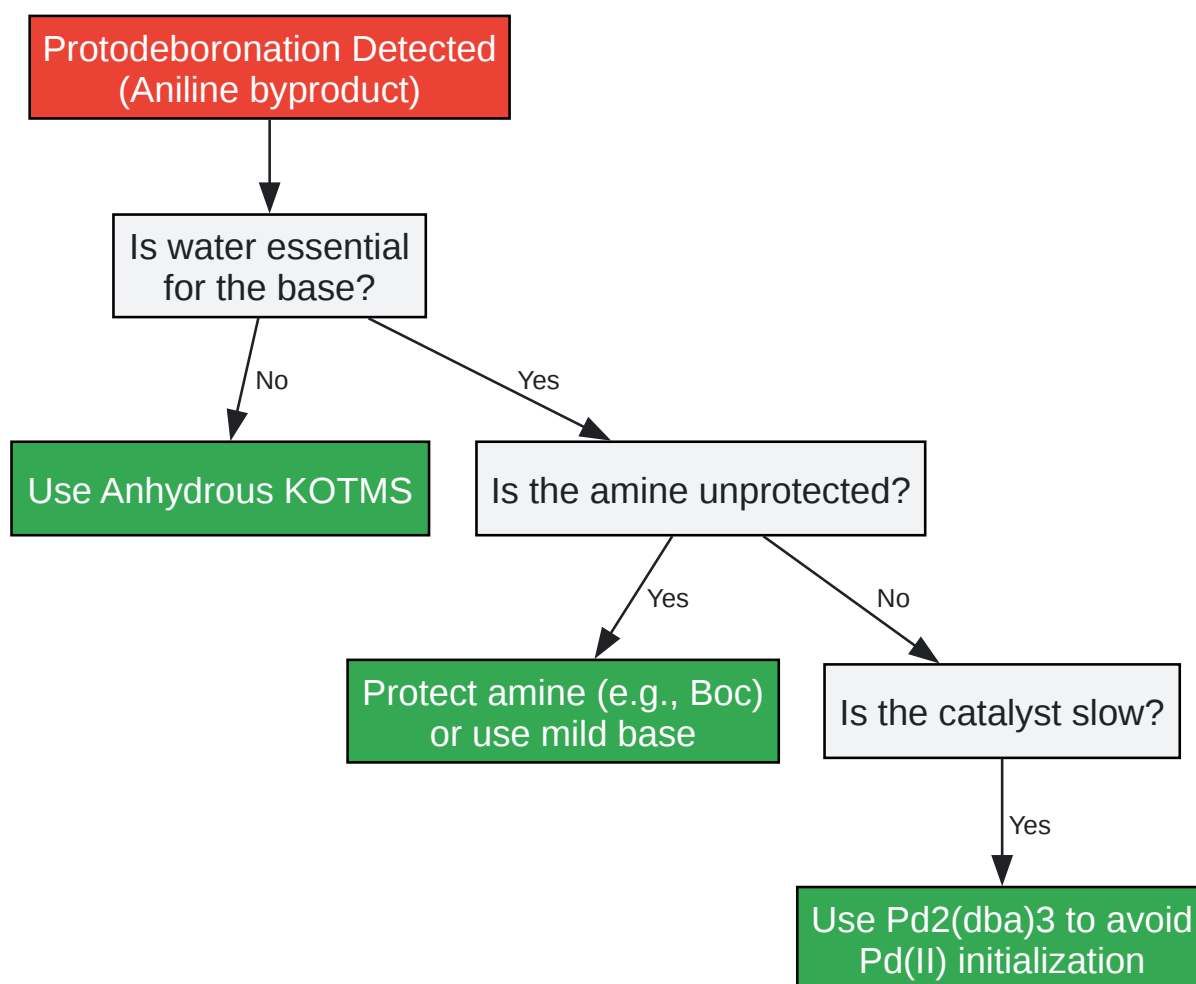 Protodeboronation Detected
(Aniline byproduct)
Is water essential
for the base?
No
Yes
Use Anhydrous KOTMS
Is the amine unprotected?
Yes
No
Protect amine (e.g., Boc)
or use mild base
Is the catalyst slow?
Yes
Use Pd2(dba)3 to avoid
Pd(II) initialization